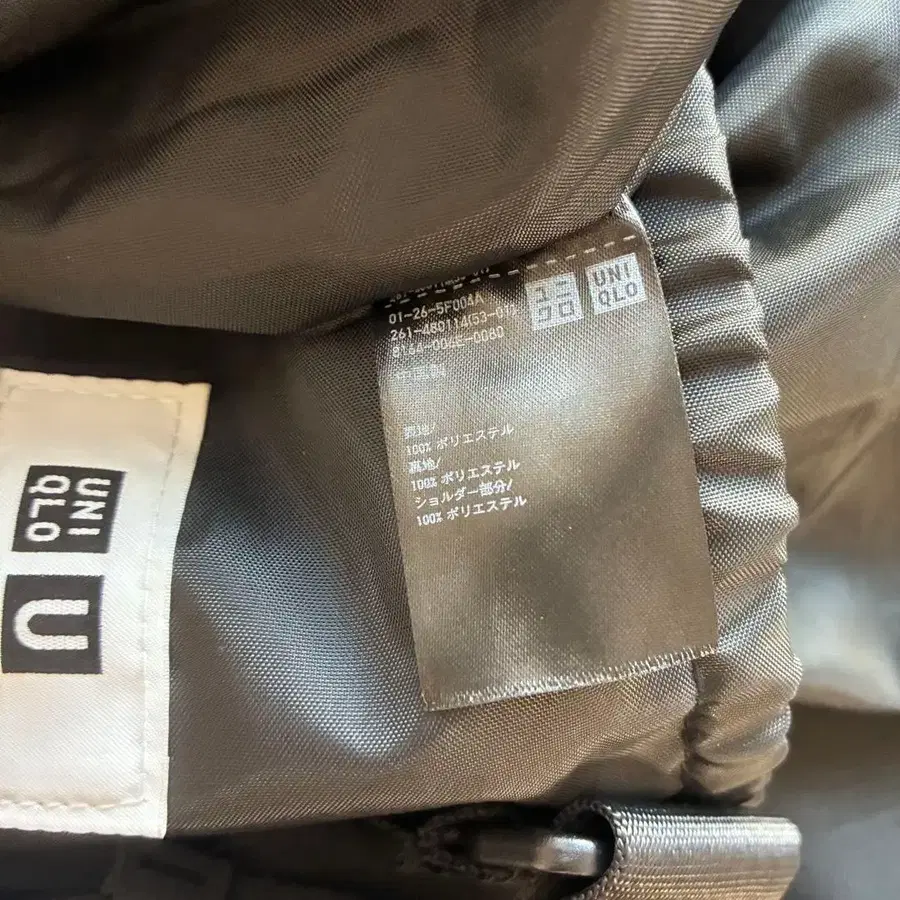 01-26-5F004A
ユニ
クロ
UNI
QLO
表地/
100% ポリエステル
裏地/
100% ポリエステル
ショルダー部分/
100% ポリエステル
UNI
QLO
U